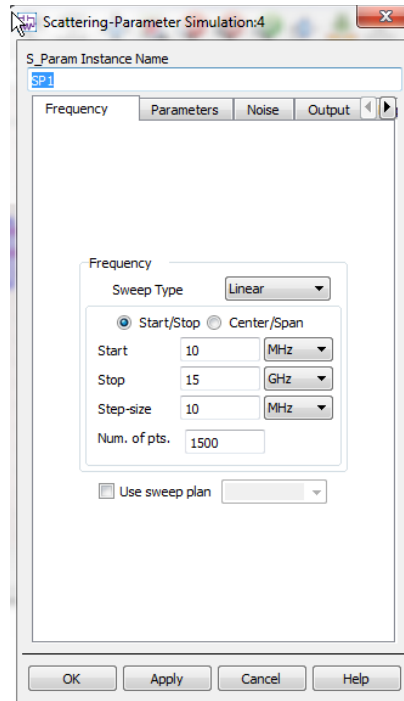 Scattering-Parameter Simulation:4
S_Param Instance Name
SP1
Frequency Parameters Noise Output
Frequency
Sweep Type Linear
Start/Stop Center/Span
Start 10 MHz
Stop 15 GHz
Step-size 10 MHz
Num. of pts. 1500
Use sweep plan
OK Apply Cancel Help